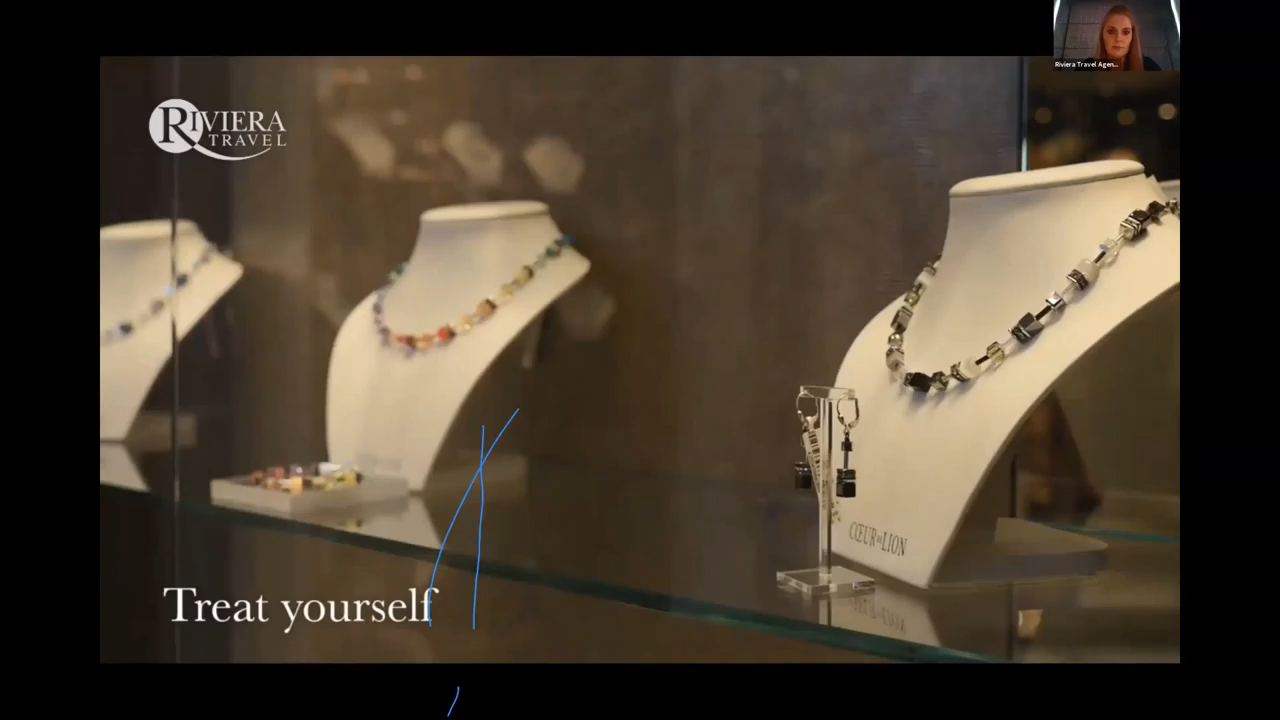 Riviera Travel Agen...
RIVIERA
TRAVEL
CŒUR DE LION
Treat yourself